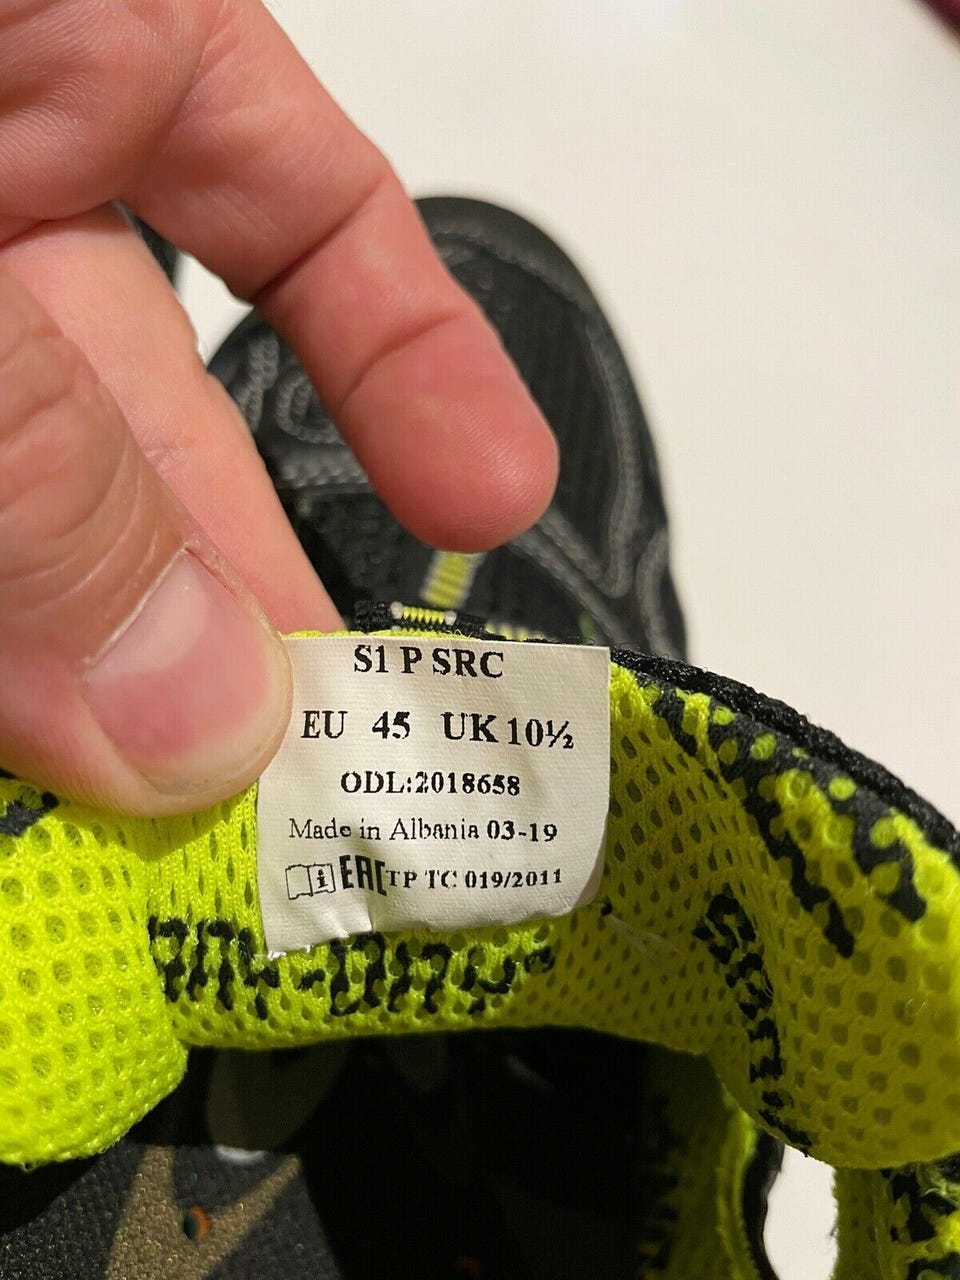 S1 P SRC
EU 45 UK 10½
ODL:2018658
Made in Albania 03-19
EAC TP TC 019/2011